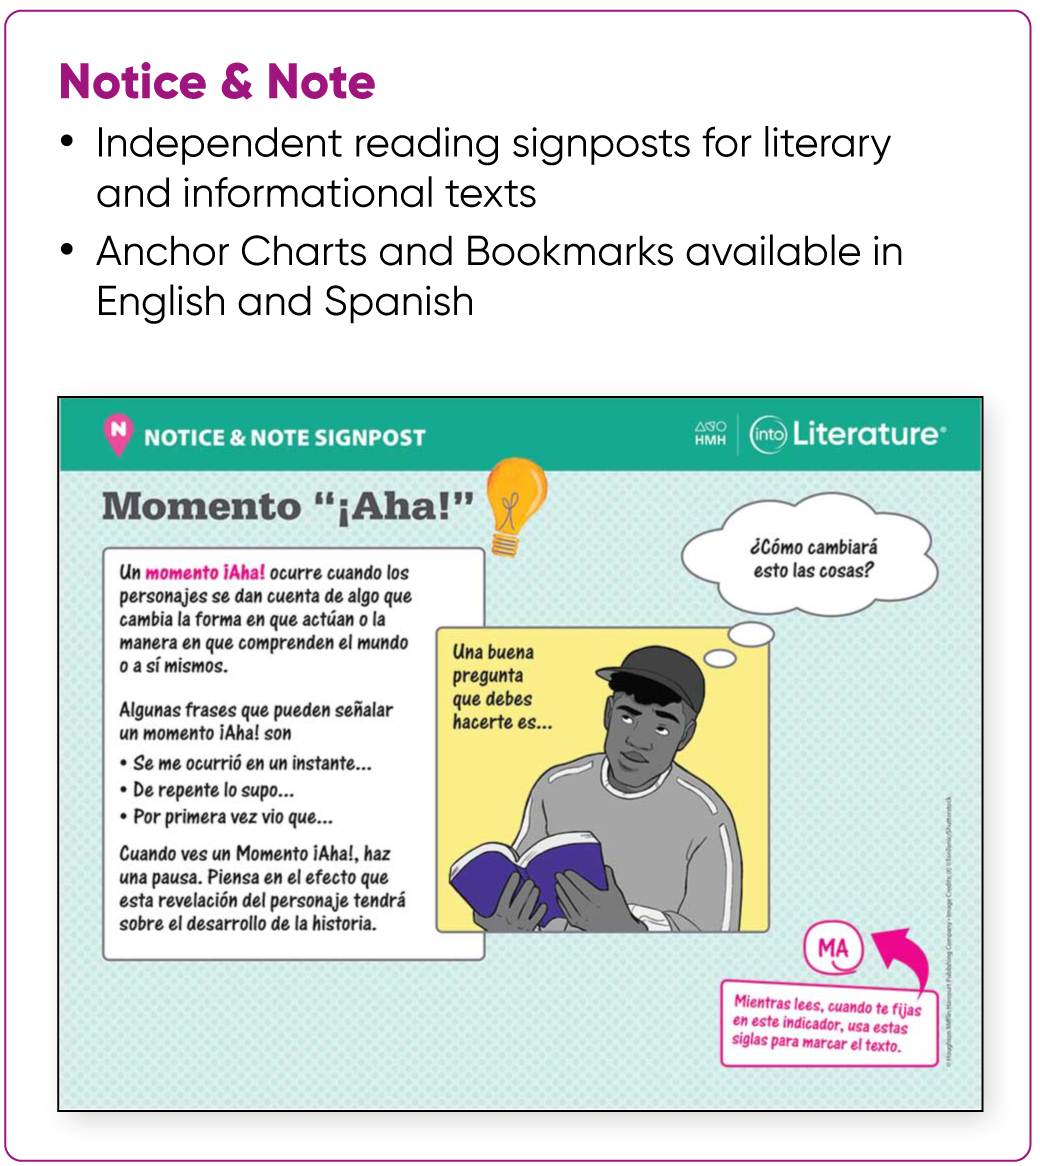 Notice & Note
• Independent reading signposts for literary
and informational texts
• Anchor Charts and Bookmarks available in
English and Spanish
N NOTICE & NOTE SIGNPOST
HMH
into Literature®
Momento “¡Aha!”
Un momento ¡Aha! ocurre cuando los
personajes se dan cuenta de algo que
cambia la forma en que actúan o la
manera en que comprenden el mundo
o a sí mismos.
Algunas frases que pueden señalar
un momento ¡Aha! son
• Se me ocurrió en un instante...
• De repente lo supo...
• Por primera vez vio que...
Cuando ves un Momento ¡Aha!, haz
una pausa. Piensa en el efecto que
esta revelación del personaje tendrá
sobre el desarrollo de la historia.
Una buena
pregunta
que debes
hacerte es...
¿Cómo cambiará
esto las cosas?
MA
Mientras lees, cuando te fijas
en este indicador, usa estas
siglas para marcar el texto.
© Houghton Mifflin Harcourt Publishing Company • Image Credits: